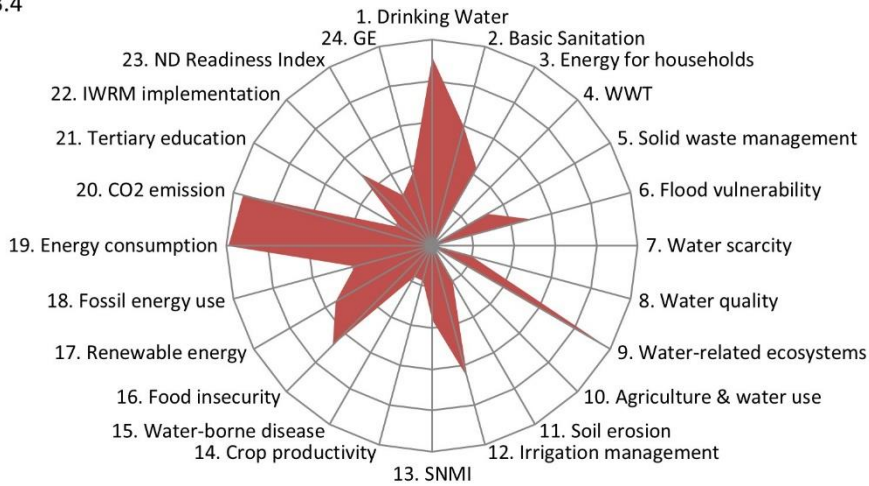 3.4
1. Drinking Water
2. Basic Sanitation
3. Energy for households
4. WWT
5. Solid waste management
6. Flood vulnerability
7. Water scarcity
8. Water quality
9. Water-related ecosystems
10. Agriculture & water use
11. Soil erosion
12. Irrigation management
13. SNMI
14. Crop productivity
15. Water-borne disease
16. Food insecurity
17. Renewable energy
18. Fossil energy use
19. Energy consumption
20. CO2 emission
21. Tertiary education
22. IWRM implementation
23. ND Readiness Index
24. GE